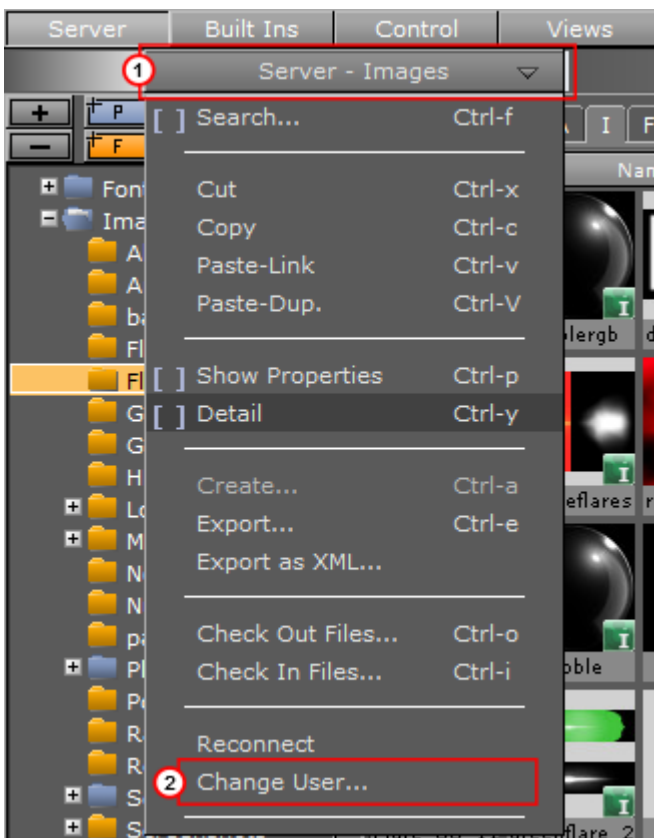 Server Built Ins Control Views
1 Server - Images
+ P
[ ] Search... Ctrl-f I F
- F
Cut Ctrl-x
Copy Ctrl-c
Paste-Link Ctrl-v
Paste-Dup. Ctrl-V
[ ] Show Properties Ctrl-p
[ ] Detail Ctrl-y
Create... Ctrl-a
Export... Ctrl-e
Export as XML...
Check Out Files... Ctrl-o
Check In Files... Ctrl-i
Reconnect
2 Change User...